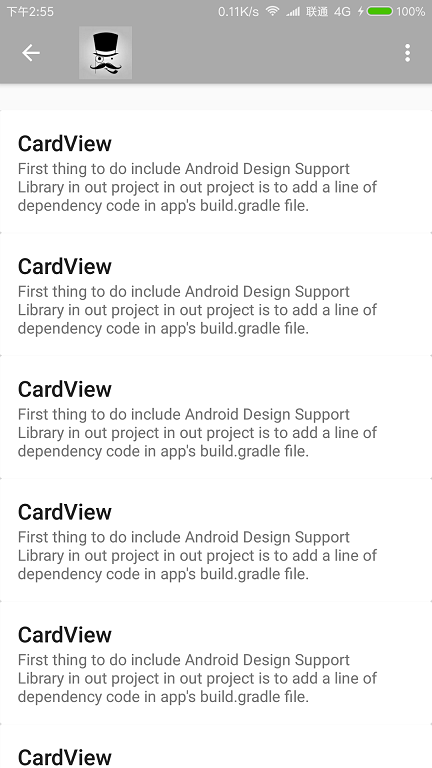 下午2:55 0.11K/s 联通 4G 100%
CardView
First thing to do include Android Design Support
Library in out project in out project is to add a line of
dependency code in app's build.gradle file.
CardView
First thing to do include Android Design Support
Library in out project in out project is to add a line of
dependency code in app's build.gradle file.
CardView
First thing to do include Android Design Support
Library in out project in out project is to add a line of
dependency code in app's build.gradle file.
CardView
First thing to do include Android Design Support
Library in out project in out project is to add a line of
dependency code in app's build.gradle file.
CardView
First thing to do include Android Design Support
Library in out project in out project is to add a line of
dependency code in app's build.gradle file.
CardView